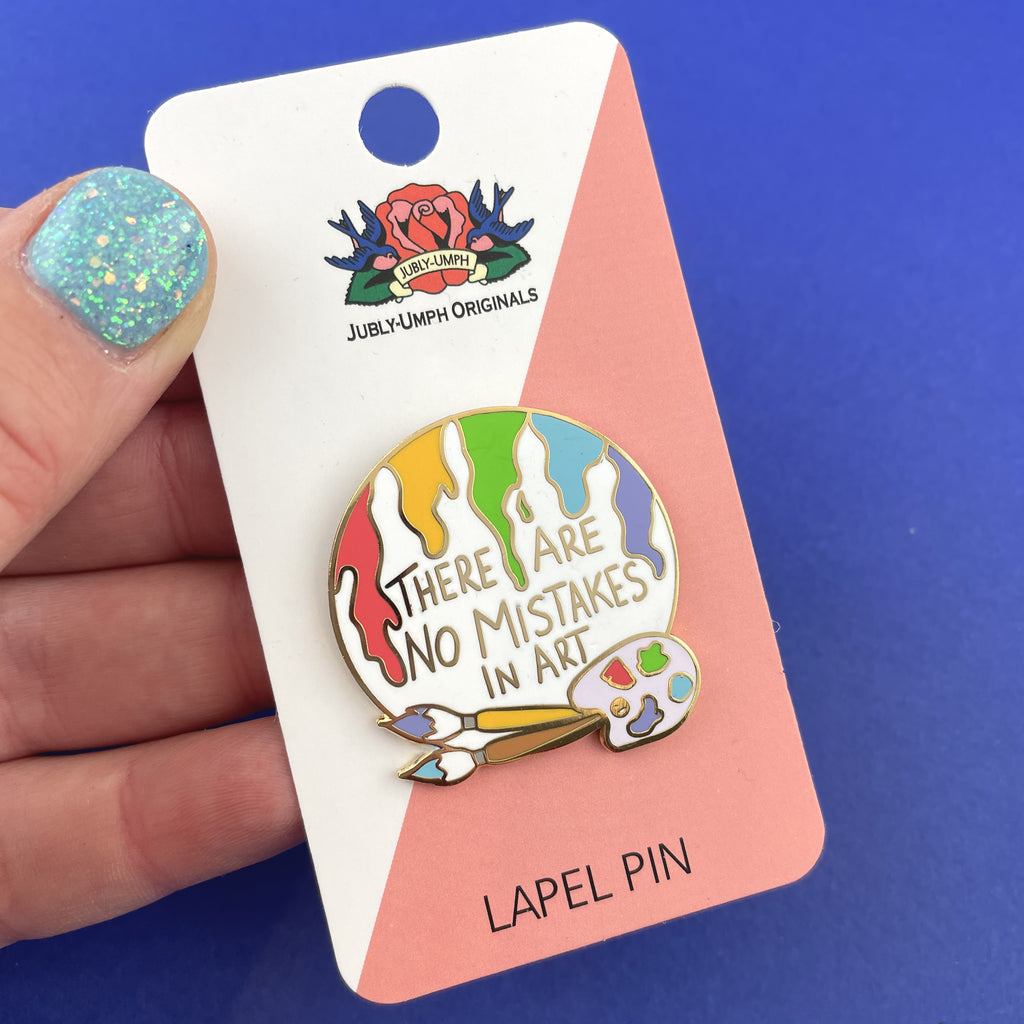 JUBLY-UMPH
JUBLY-UMPH ORIGINALS
THERE ARE
NO MISTAKES
IN ART
LAPEL PIN